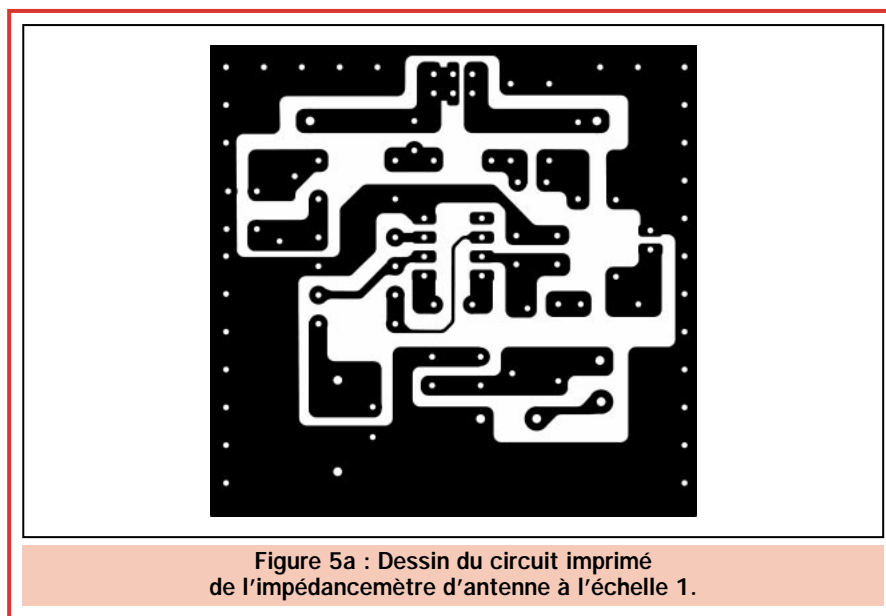 Figure 5a : Dessin du circuit imprimé
de l'impédancemètre d'antenne à l'échelle 1.